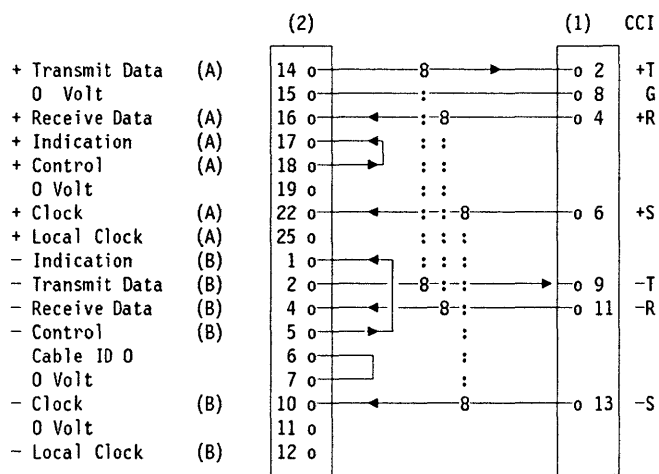 (2) (1) CCI
+ Transmit Data (A) 14 o 8 o 2 +T
0 Volt 15 o : o 8 G
+ Receive Data (A) 16 o : 8 o 4 +R
+ Indication (A) 17 o : :
+ Control (A) 18 o : :
0 Volt 19 o : :
+ Clock (A) 22 o : : 8 o 6 +S
+ Local Clock (A) 25 o : : :
- Indication (B) 1 o : : :
- Transmit Data (B) 2 o 8 : : o 9 -T
- Receive Data (B) 4 o 8 : o 11 -R
- Control (B) 5 o :
Cable ID 0 6 o :
0 Volt 7 o :
- Clock (B) 10 o 8 o 13 -S
0 Volt 11 o
- Local Clock (B) 12 o